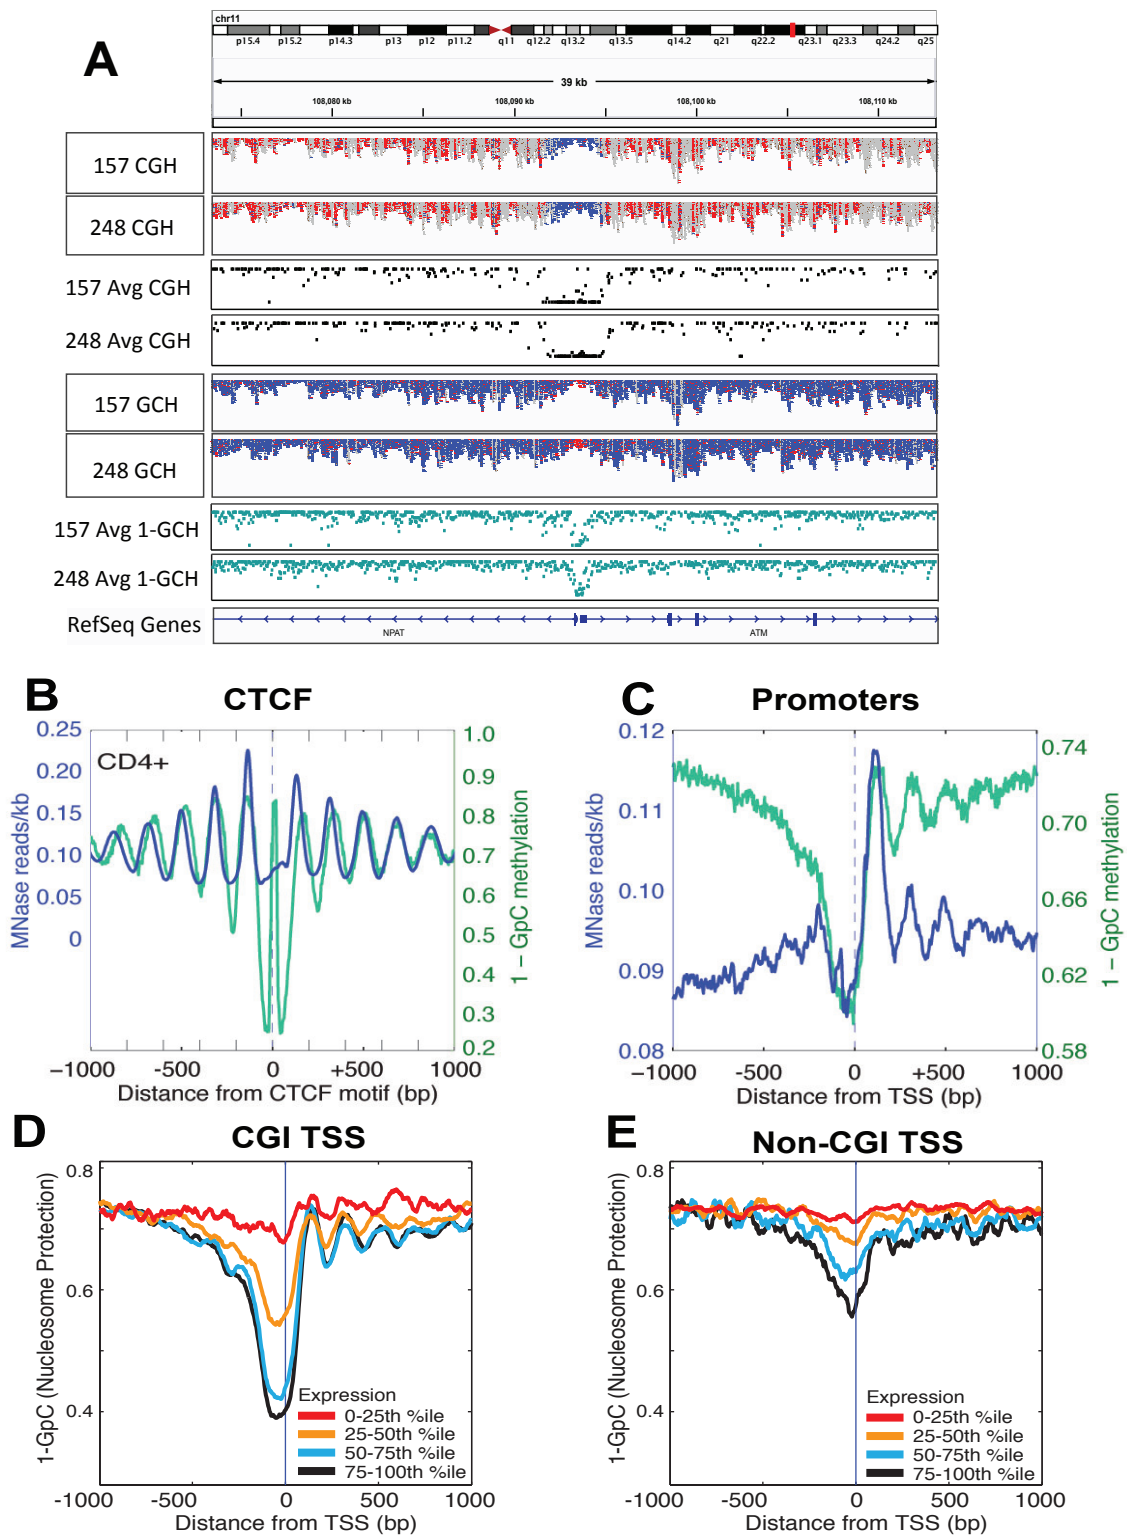 chr11
p15.4 p15.2 p14.3 p13 p12 p11.2 q11 q12.2 q13.2 q13.5 q14.2 q21 q22.2 q23.1 q23.3 q24.2 q25
A
39 kb
108,080 kb 108,090 kb 108,100 kb 108,110 kb
157 CGH
248 CGH
157 Avg CGH
248 Avg CGH
157 GCH
248 GCH
157 Avg 1-GCH
248 Avg 1-GCH
RefSeq Genes
NPAT ATM
B CTCF
CD4+
MNase reads/kb
0.25
0.20
0.15
0.10
0.05
0
1.0
0.9
0.8
0.7
0.6
0.5
0.4
0.3
0.2
1 – GpC methylation
−1000 -500 0 +500 1000
Distance from CTCF motif (bp)
C Promoters
MNase reads/kb
0.12
0.11
0.10
0.09
0.08
0.74
0.70
0.66
0.62
0.58
1 – GpC methylation
−1000 -500 0 +500 1000
Distance from TSS (bp)
D CGI TSS
1-GpC (Nucleosome Protection)
0.8
0.6
0.4
Expression
0-25th %ile
25-50th %ile
50-75th %ile
75-100th %ile
-1000 -500 0 500 1000
Distance from TSS (bp)
E Non-CGI TSS
1-GpC (Nucleosome Protection)
0.8
0.6
0.4
Expression
0-25th %ile
25-50th %ile
50-75th %ile
75-100th %ile
-1000 -500 0 500 1000
Distance from TSS (bp)